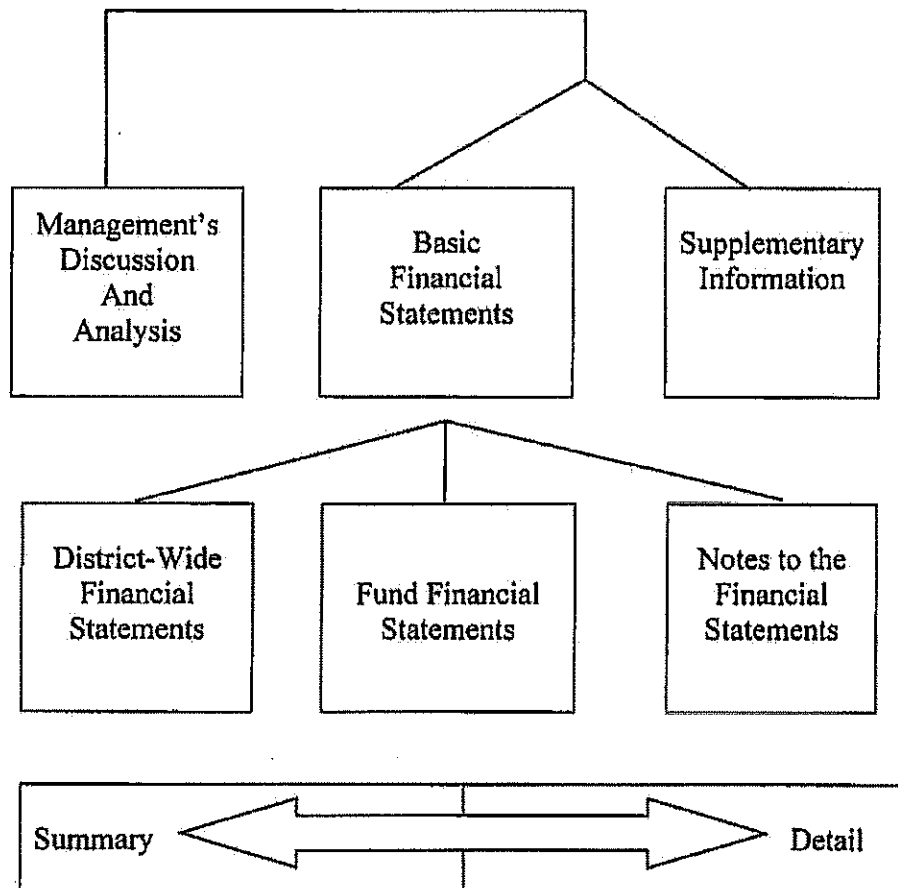 Management's
Discussion
And
Analysis
Basic
Financial
Statements
Supplementary
Information
District-Wide
Financial
Statements
Fund Financial
Statements
Notes to the
Financial
Statements
Summary
Detail